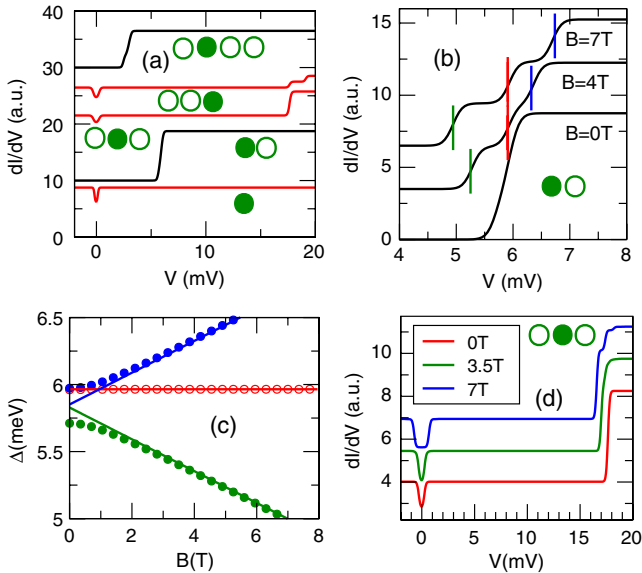 dI/dV (a.u.)
40
30
20
10
0
(a)
0
10
20
V (mV)
dI/dV (a.u.)
15
10
5
0
(b)
B=7T
B=4T
B=0T
4
5
6
7
8
V (mV)
Δ(meV)
6.5
6
5.5
5
(c)
0
2
4
6
8
B(T)
dI/dV (a.u.)
10
8
6
4
0T
3.5T
7T
(d)
0
5
10
15
20
V(mV)